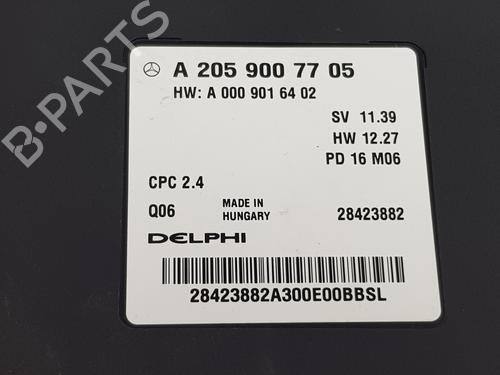 B-PARTS
A 205 900 77 05
HW: A 000 901 64 02
SV 11.39
HW 12.27
PD 16 M06
CPC 2.4
Q06 MADE IN HUNGARY 28423882
DELPHI
28423882A300E00BBSL